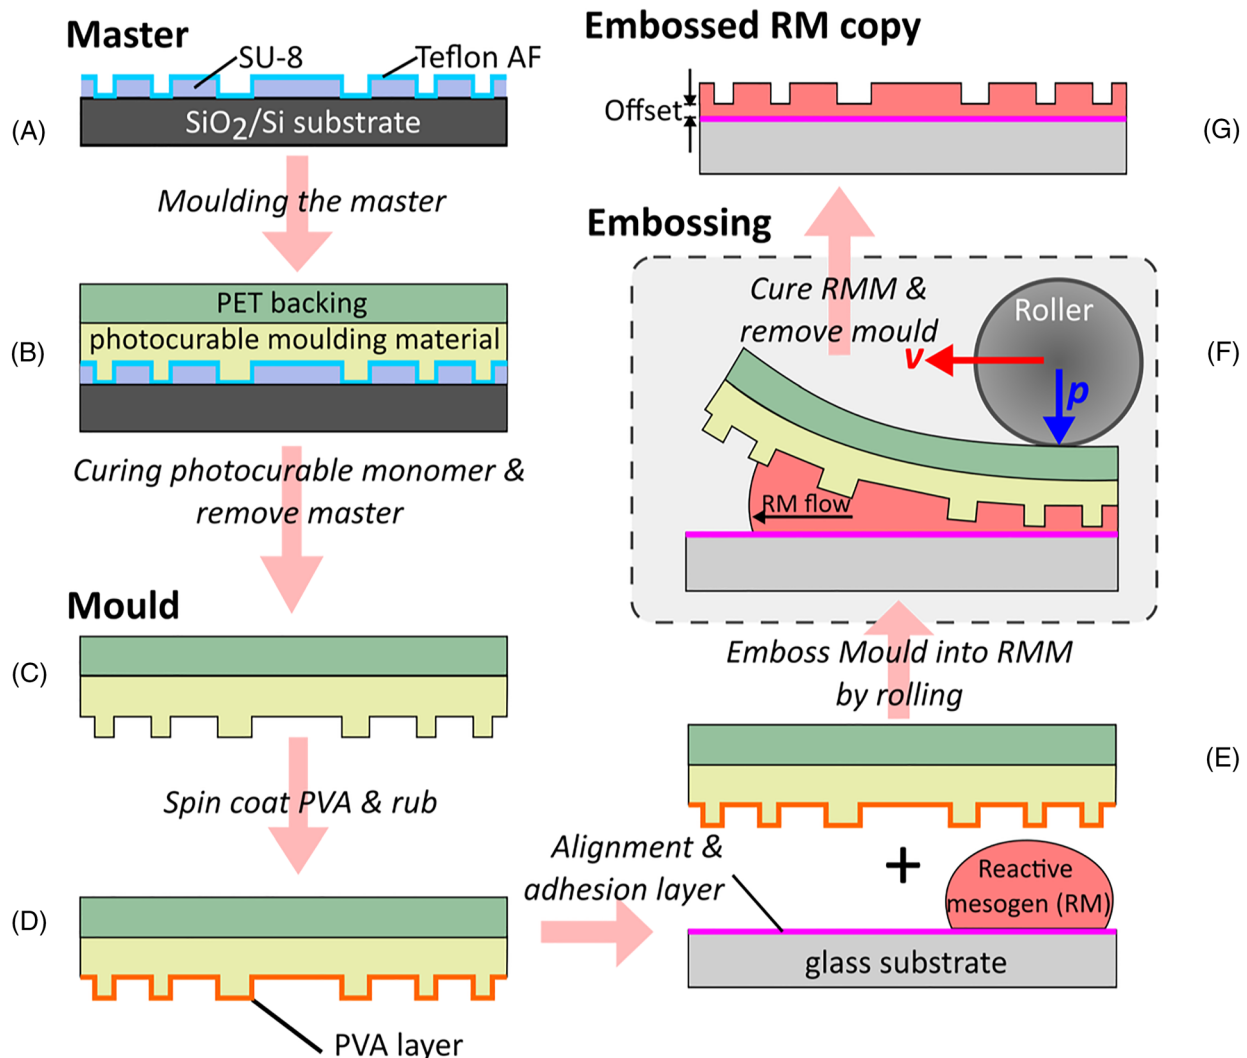 Master
SU-8
Teflon AF
SiO2/Si substrate
(A)
Moulding the master
PET backing
photocurable moulding material
(B)
Curing photocurable monomer &
remove master
Mould
(C)
Spin coat PVA & rub
(D)
PVA layer
Alignment &
adhesion layer
(E)
Reactive
mesogen (RM)
+
glass substrate
Emboss Mould into RMM
by rolling
Embossing
(F)
Roller
v
p
RM flow
Cure RMM &
remove mould
Embossed RM copy
Offset
(G)